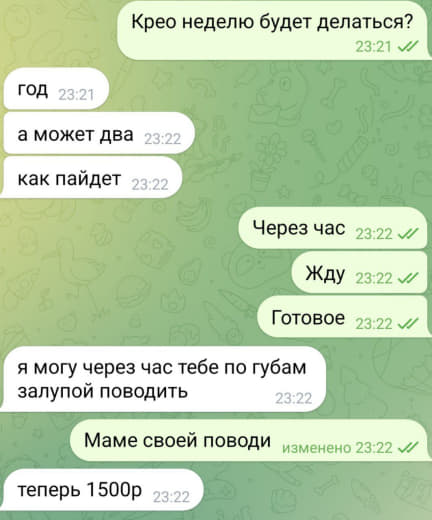 Крео неделю будет делаться?
23:21
год 23:21
а может два 23:22
как пайдет 23:22
Через час 23:22
Жду 23:22
Готовое 23:22
я могу через час тебе по губам
залупой поводить
23:22
Маме своей поводи изменено 23:22
теперь 1500р 23:22